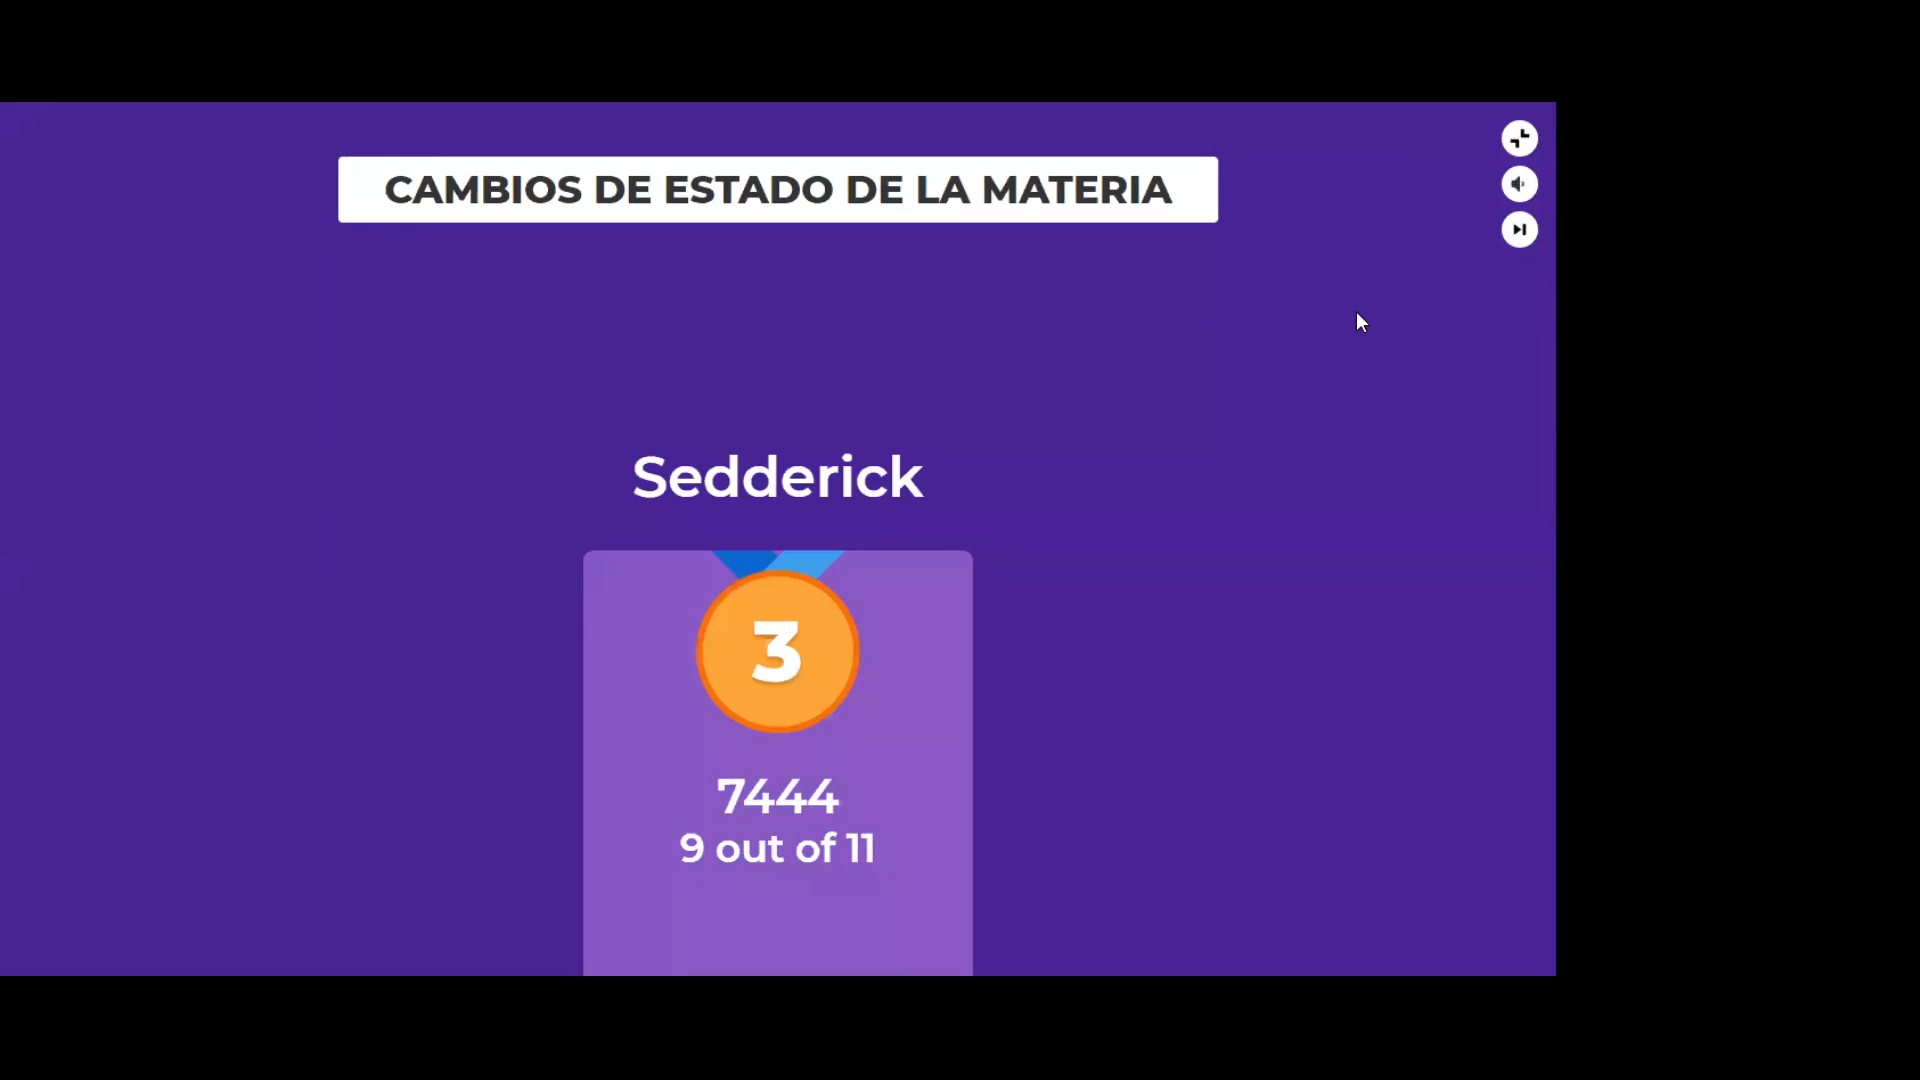 CAMBIOS DE ESTADO DE LA MATERIA
Sedderick
3
7444
9 out of 11